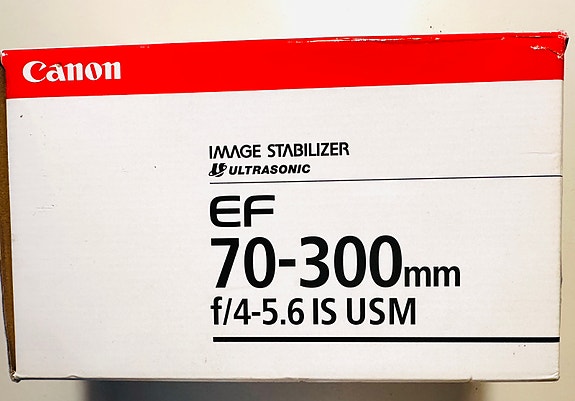 Canon
IMAGE STABILIZER
ULTRASONIC
EF
70-300mm
f/4-5.6 IS USM